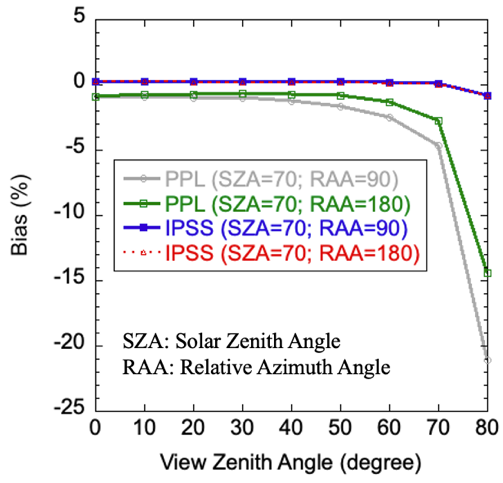 5
0
-5
-10
-15
-20
-25
Bias (%)
PPL (SZA=70; RAA=90)
PPL (SZA=70; RAA=180)
IPSS (SZA=70; RAA=90)
IPSS (SZA=70; RAA=180)
SZA: Solar Zenith Angle
RAA: Relative Azimuth Angle
0 10 20 30 40 50 60 70 80
View Zenith Angle (degree)